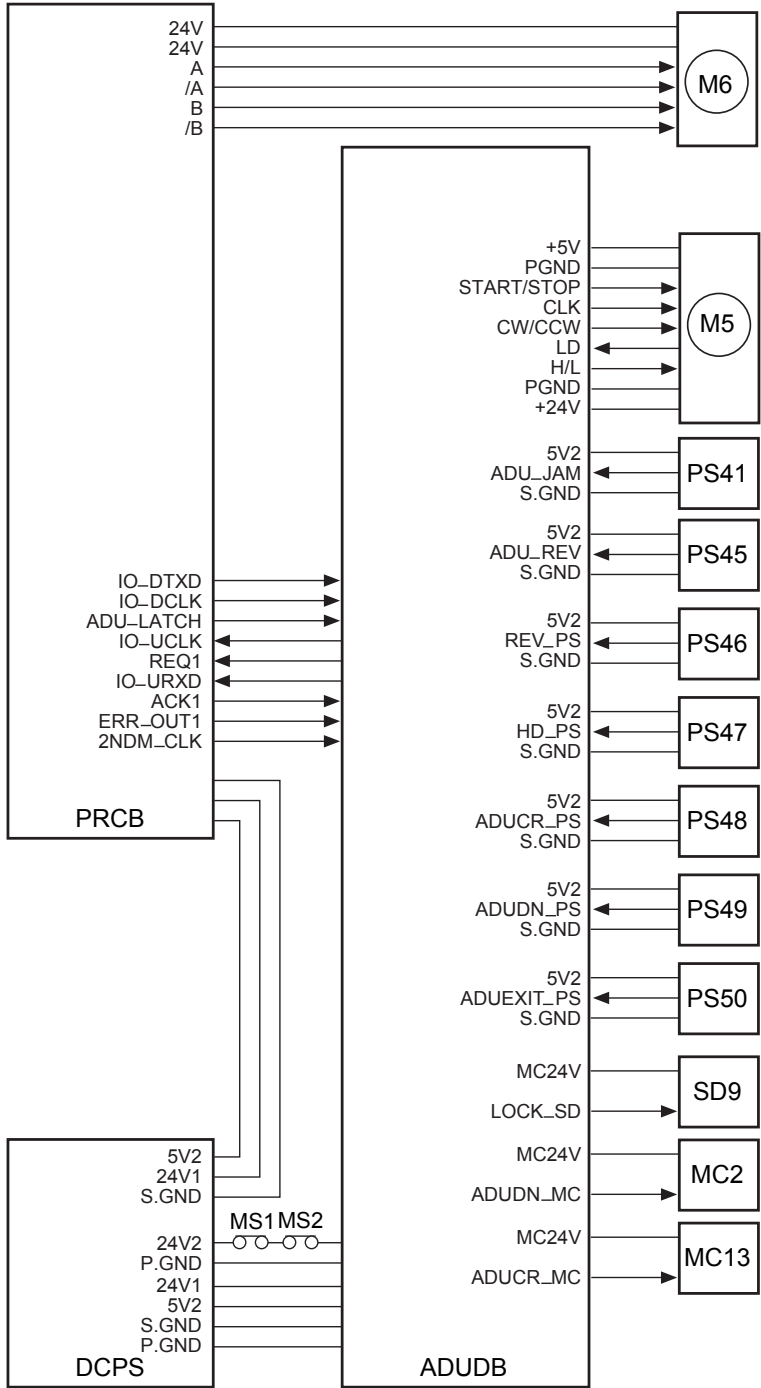 24V
24V
A
/A
B
/B
M6
+5V
PGND
START/STOP
CLK
CW/CCW
LD
H/L
PGND
+24V
M5
5V2
ADU_JAM
S.GND
PS41
5V2
ADU_REV
S.GND
PS45
IO_DTXD
IO_DCLK
ADU_LATCH
IO_UCLK
REQ1
IO_URXD
ACK1
ERR_OUT1
2NDM_CLK
PRCB
5V2
REV_PS
S.GND
PS46
5V2
HD_PS
S.GND
PS47
5V2
ADUCR_PS
S.GND
PS48
5V2
ADUDN_PS
S.GND
PS49
5V2
ADUEXIT_PS
S.GND
PS50
MC24V
LOCK_SD
SD9
MC24V
ADUDN_MC
MC2
MC24V
ADUCR_MC
MC13
5V2
24V1
S.GND
MS1 MS2
24V2
P.GND
24V1
5V2
S.GND
P.GND
DCPS
ADUDB